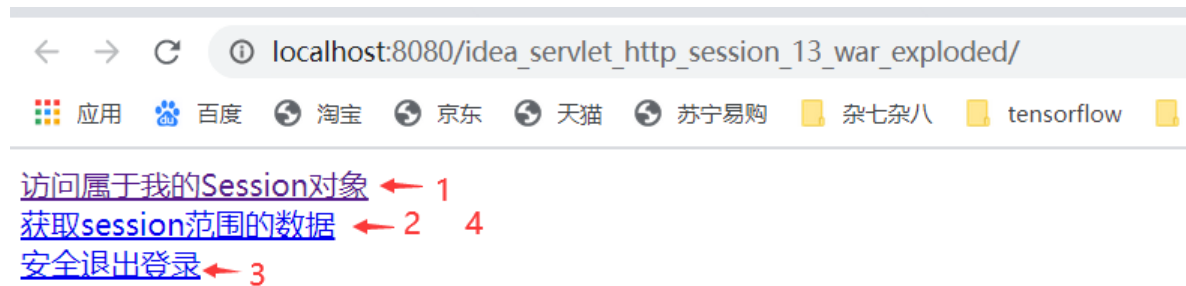 localhost:8080/idea_servlet_http_session_13_war_exploded/
应用 百度 淘宝 京东 天猫 苏宁易购 杂七杂八 tensorflow
访问属于我的Session对象 1
获取session范围的数据 2 4
安全退出登录 3